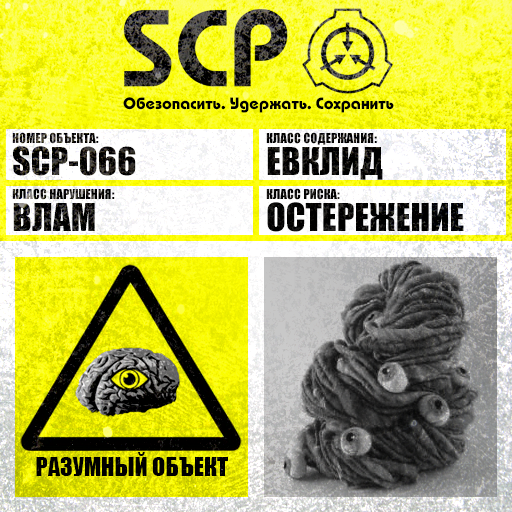 SCP
Обезопасить. Удержать. Сохранить
НОМЕР ОБЪЕКТА:
SCP-066
КЛАСС СОДЕРЖАНИЯ:
ЕВКЛИД
КЛАСС НАРУШЕНИЯ:
ВЛАМ
КЛАСС РИСКА:
ОСТЕРЕЖЕНИЕ
РАЗУМНЫЙ ОБЪЕКТ